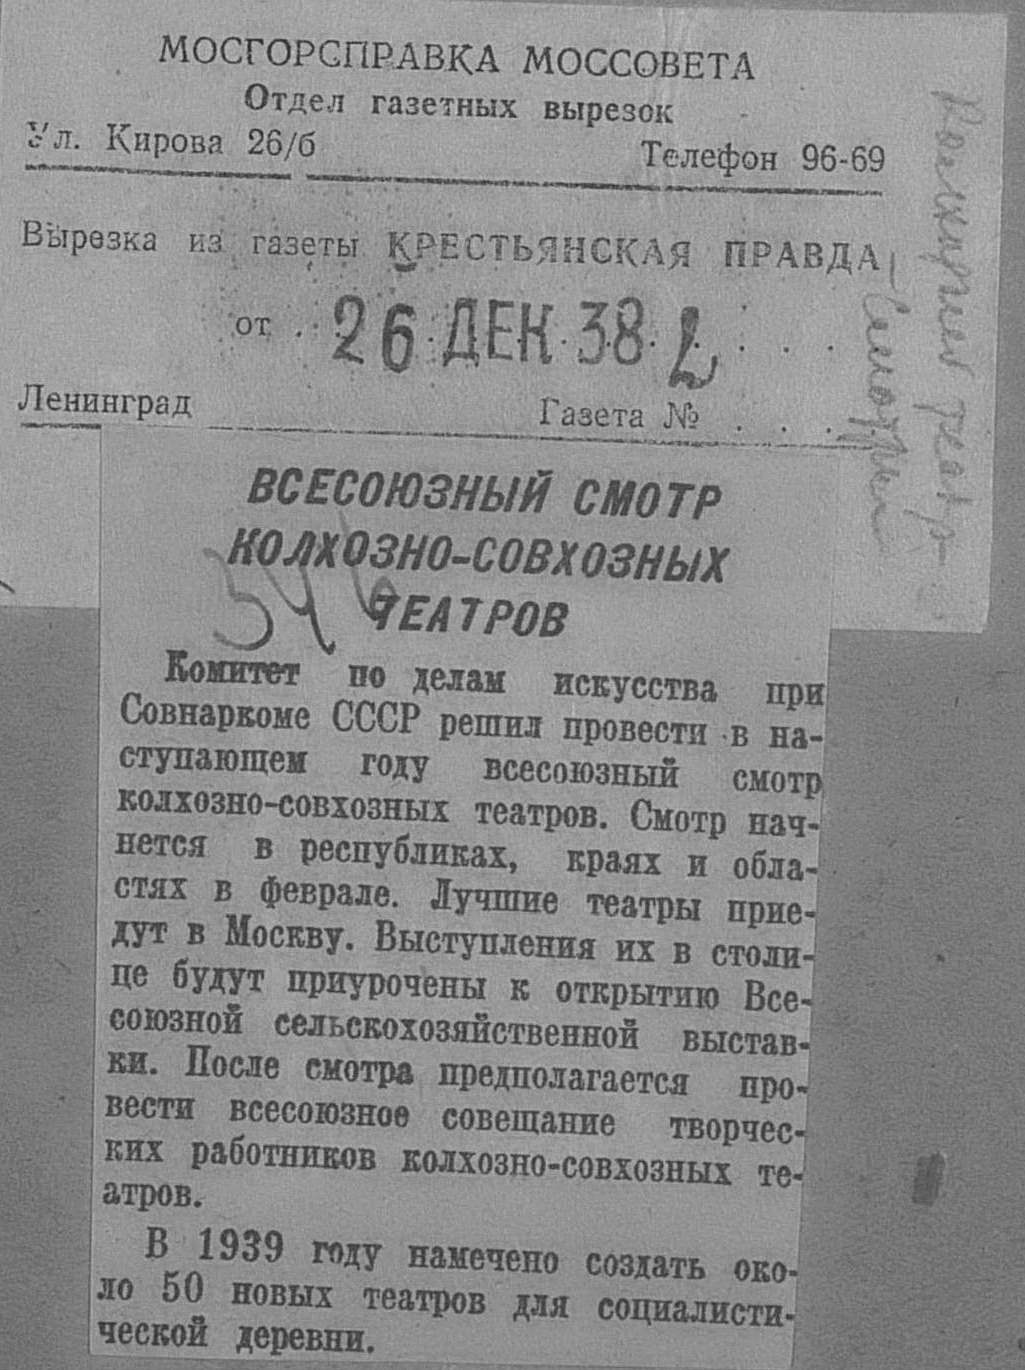 МОСГОРСПРАВКА МОССОВЕТА
Отдел газетных вырезок
Ул. Кирова 26/б Телефон 96-69
Вырезка из газеты КРЕСТЬЯНСКАЯ ПРАВДА
от . . 26 ДЕК. 38 . . . .
Ленинград Газета № . . . .
ВСЕСОЮЗНЫЙ СМОТР
КОЛХОЗНО-СОВХОЗНЫХ
ТЕАТРОВ
Комитет по делам искусства при
Совнаркоме СССР решил провести в на-
ступающем году всесоюзный смотр
колхозно-совхозных театров. Смотр нач-
нется в республиках, краях и обла-
стях в феврале. Лучшие театры прие-
дут в Москву. Выступления их в столи-
це будут приурочены к открытию Все-
союзной сельскохозяйственной выстав-
ки. После смотра предполагается про-
вести всесоюзное совещание творчес-
ких работников колхозно-совхозных те-
атров.
В 1939 году намечено создать око-
ло 50 новых театров для социалисти-
ческой деревни.